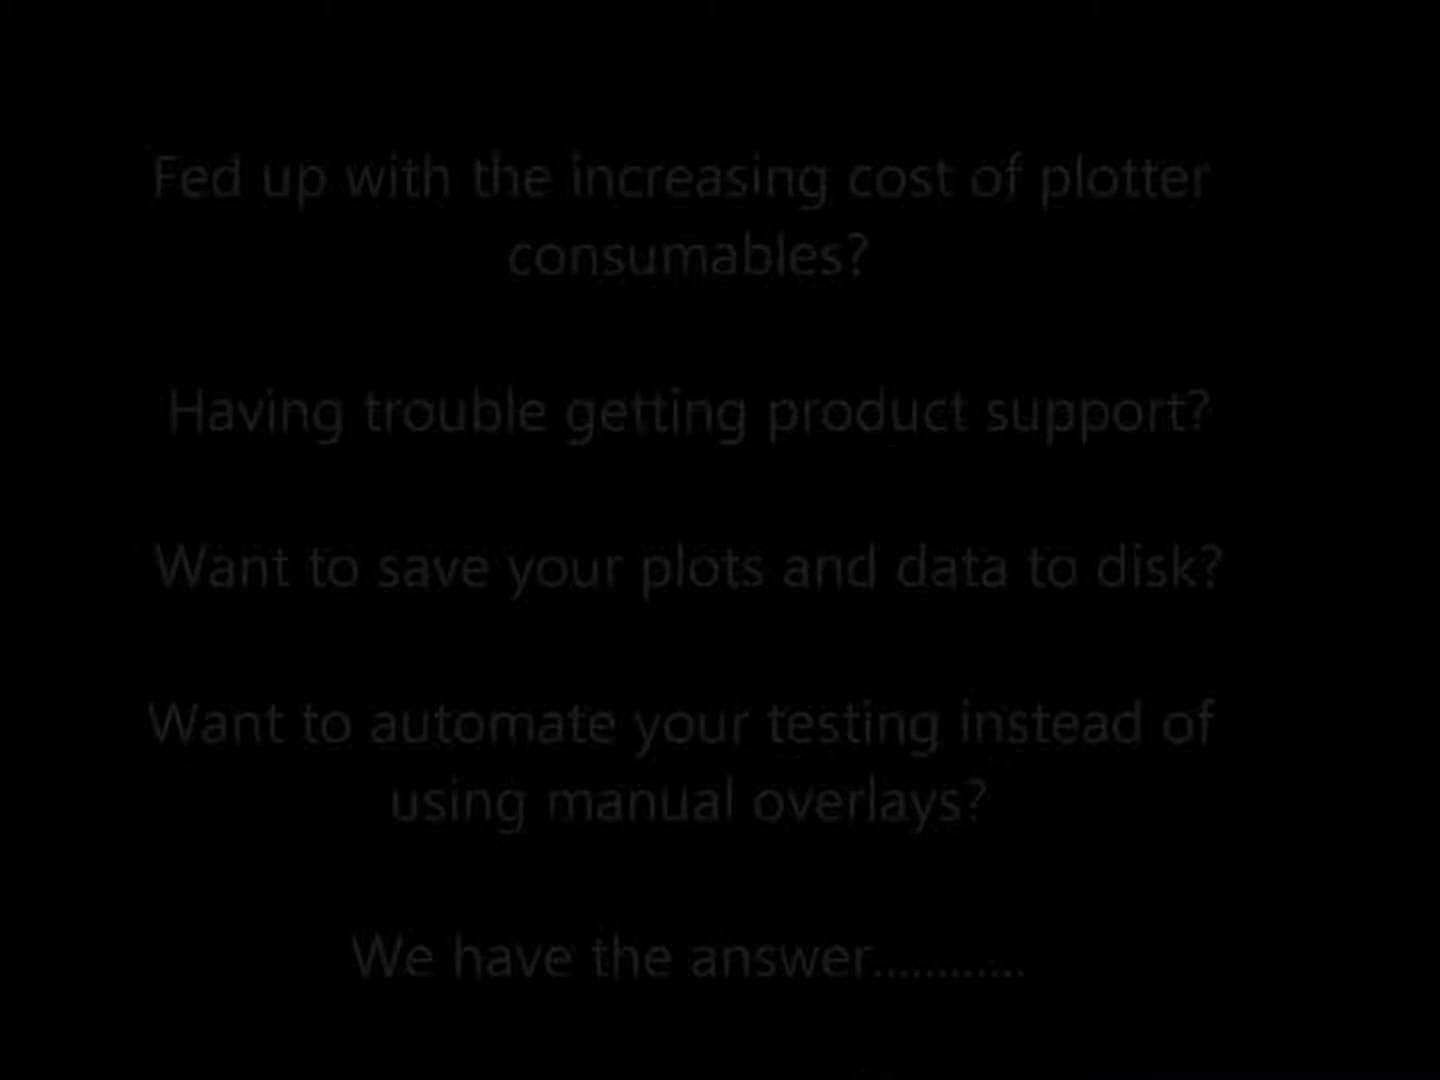 Fed up with the increasing cost of plotter
consumables?
Having trouble getting product support?
Want to save your plots and data to disk?
Want to automate your testing instead of
using manual overlays?
We have the answer............